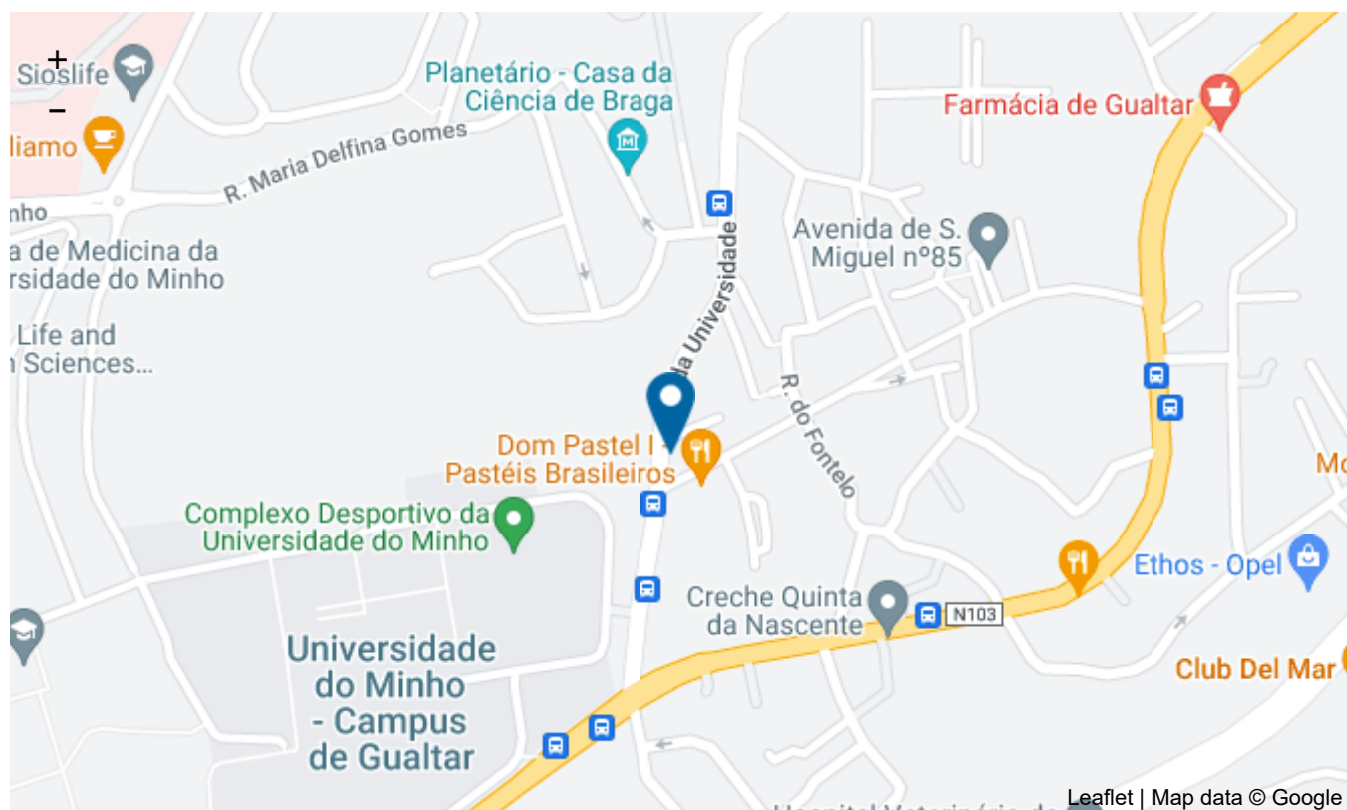 +
Sioslife
−
liamo
Planetário - Casa da
Ciência de Braga
Farmácia de Gualtar
R. Maria Delfina Gomes
nho
a de Medicina da
rsidade do Minho
Avenida de S.
Miguel nº85
da Universidade
Life and
Sciences...
R. do Fontelo
Dom Pastel I -
Pastéis Brasileiros
Complexo Desportivo da
Universidade do Minho
Ethos - Opel
Creche Quinta
da Nascente
N103
Universidade
do Minho
- Campus
de Gualtar
Club Del Mar
Leaflet | Map data © Google